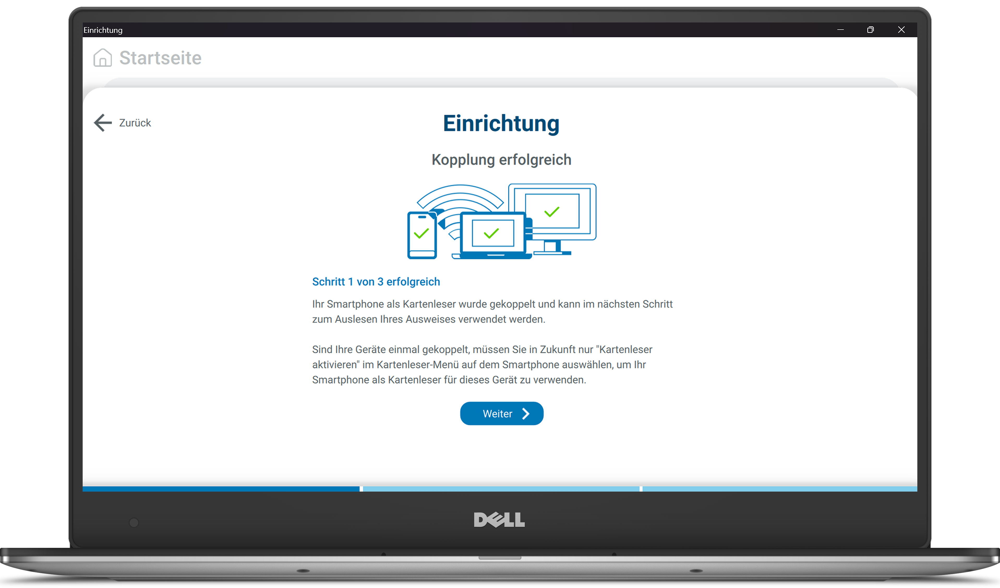 Einrichtung
Startseite
Zurück
Einrichtung
Kopplung erfolgreich
Schritt 1 von 3 erfolgreich
Ihr Smartphone als Kartenleser wurde gekoppelt und kann im nächsten Schritt
zum Auslesen Ihres Ausweises verwendet werden.
Sind Ihre Geräte einmal gekoppelt, müssen Sie in Zukunft nur "Kartenleser
aktivieren" im Kartenleser-Menü auf dem Smartphone auswählen, um Ihr
Smartphone als Kartenleser für dieses Gerät zu verwenden.
Weiter
DELL